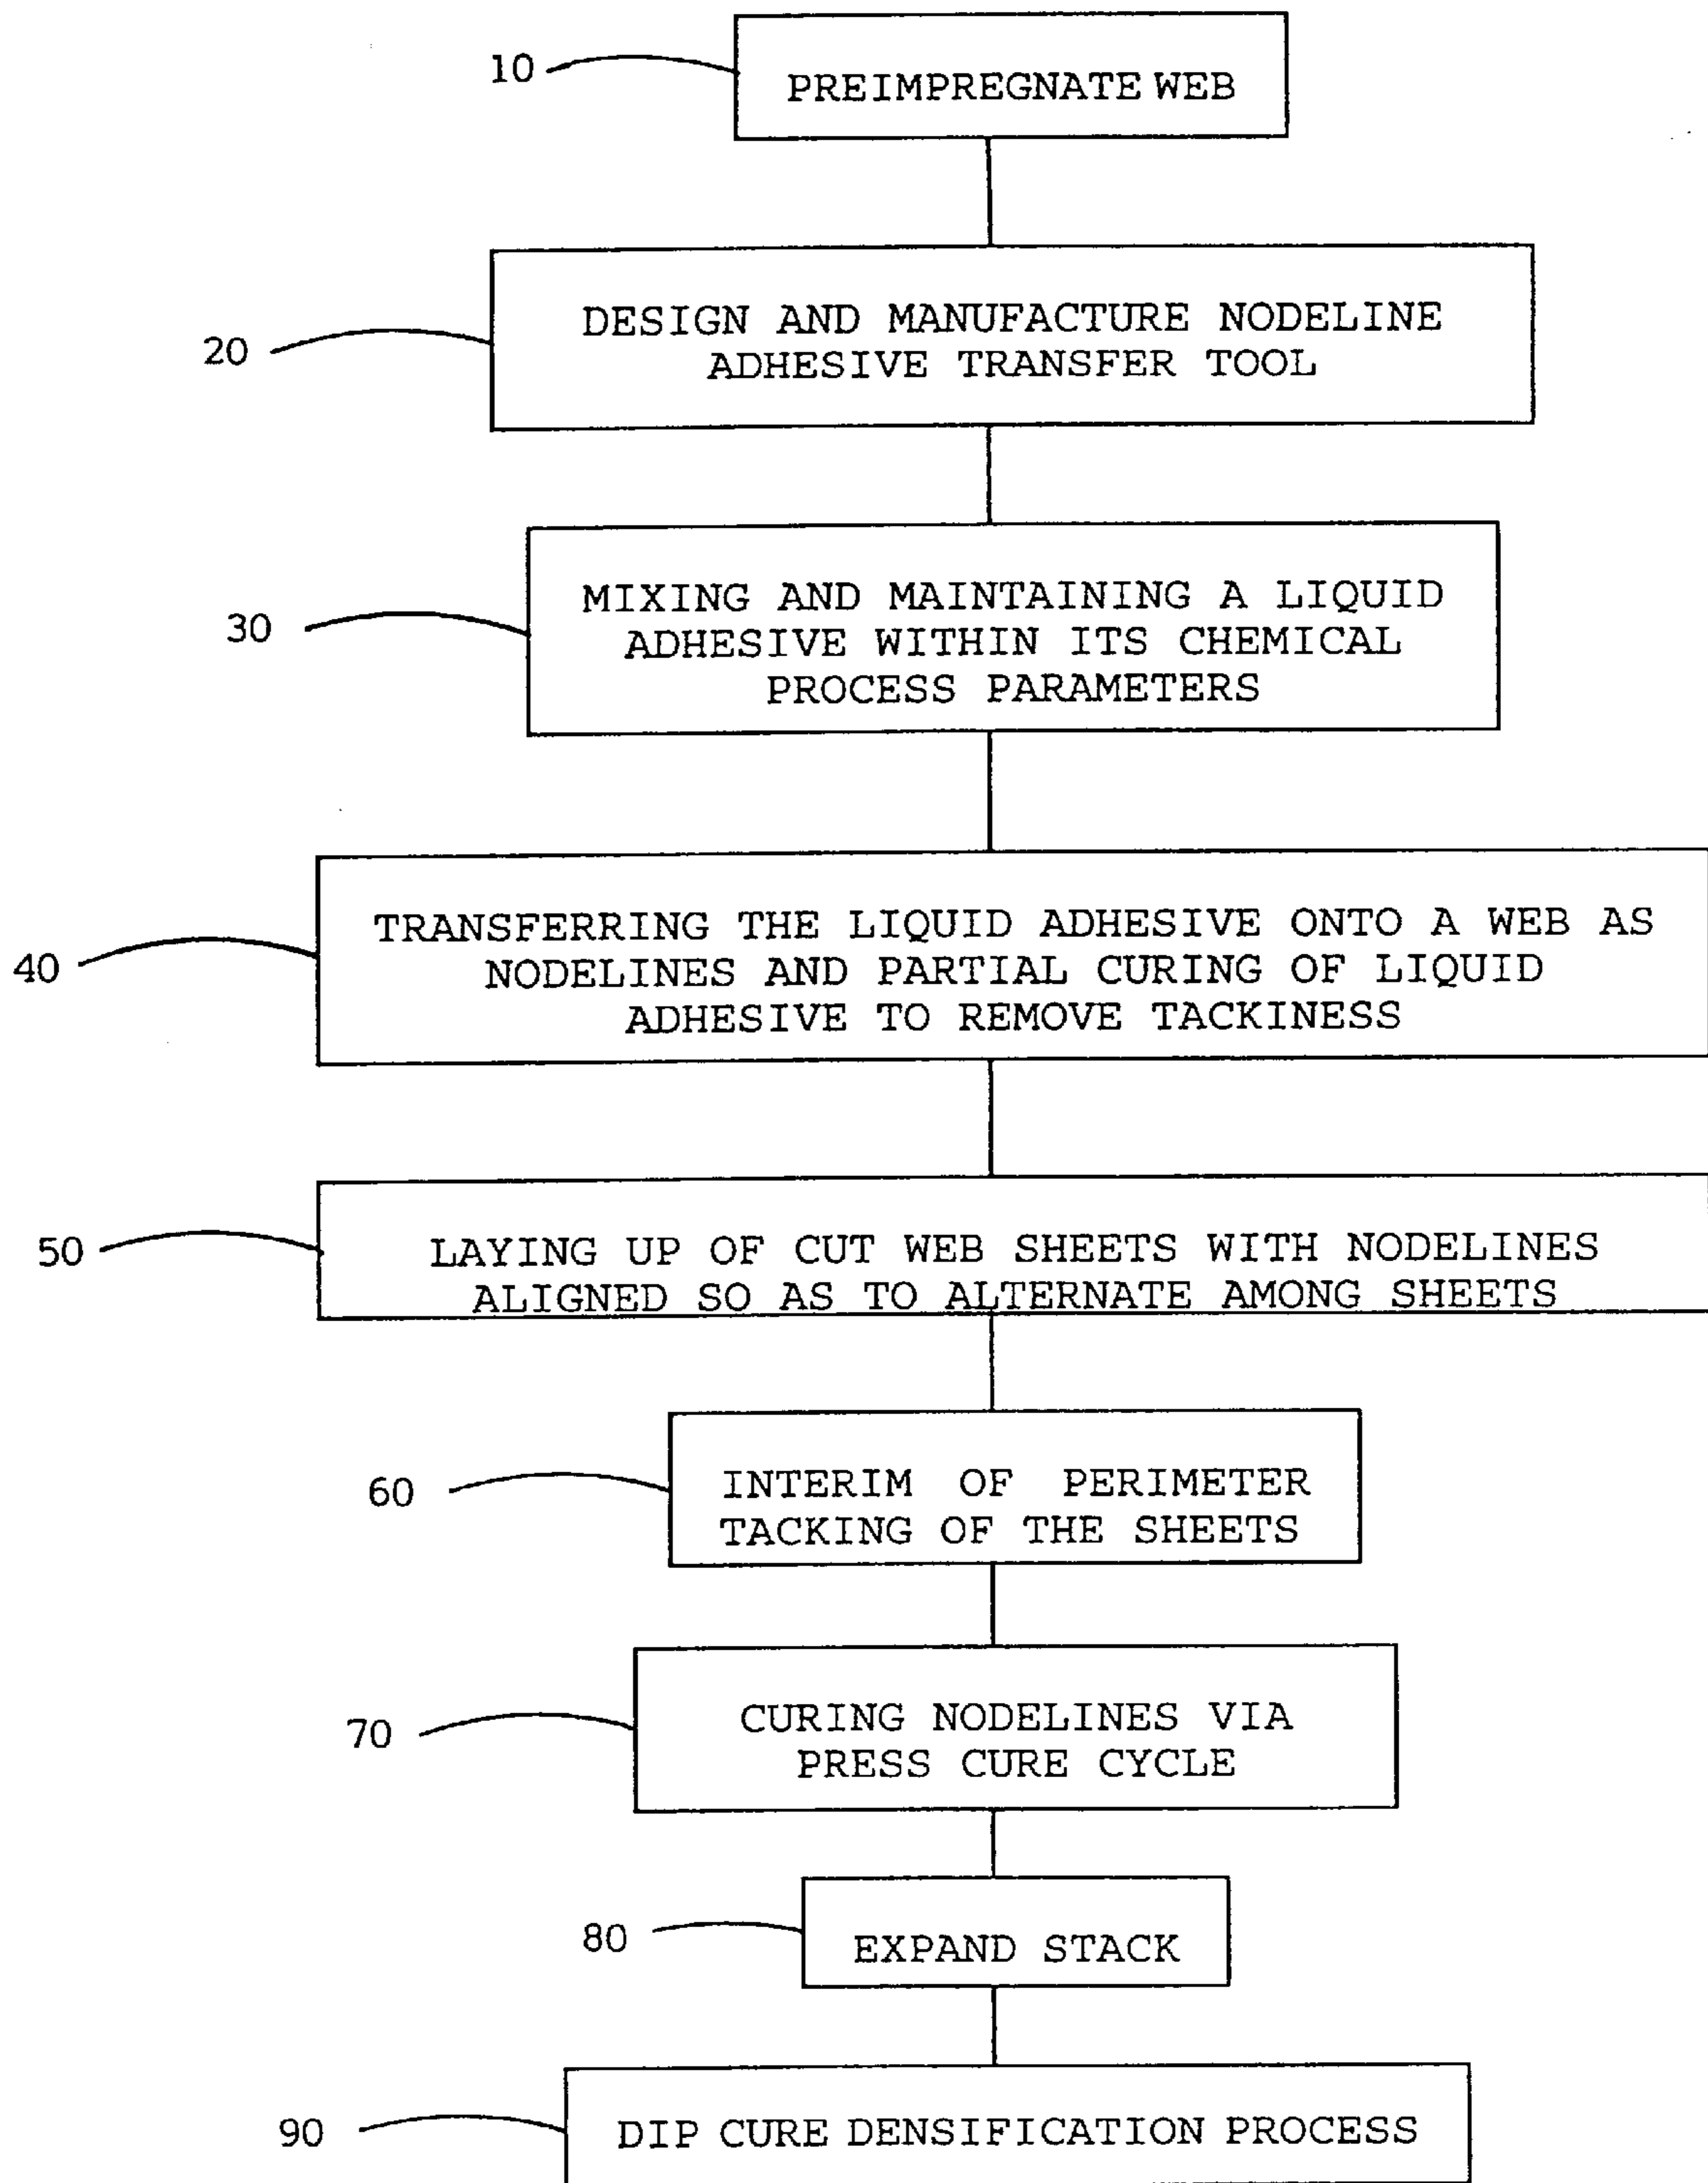 10
PREIMPREGNATE WEB
20
DESIGN AND MANUFACTURE NODELINE
ADHESIVE TRANSFER TOOL
30
MIXING AND MAINTAINING A LIQUID
ADHESIVE WITHIN ITS CHEMICAL
PROCESS PARAMETERS
40
TRANSFERRING THE LIQUID ADHESIVE ONTO A WEB AS
NODELINES AND PARTIAL CURING OF LIQUID
ADHESIVE TO REMOVE TACKINESS
50
LAYING UP OF CUT WEB SHEETS WITH NODELINES
ALIGNED SO AS TO ALTERNATE AMONG SHEETS
60
INTERIM OF PERIMETER
TACKING OF THE SHEETS
70
CURING NODELINES VIA
PRESS CURE CYCLE
80
EXPAND STACK
90
DIP CURE DENSIFICATION PROCESS